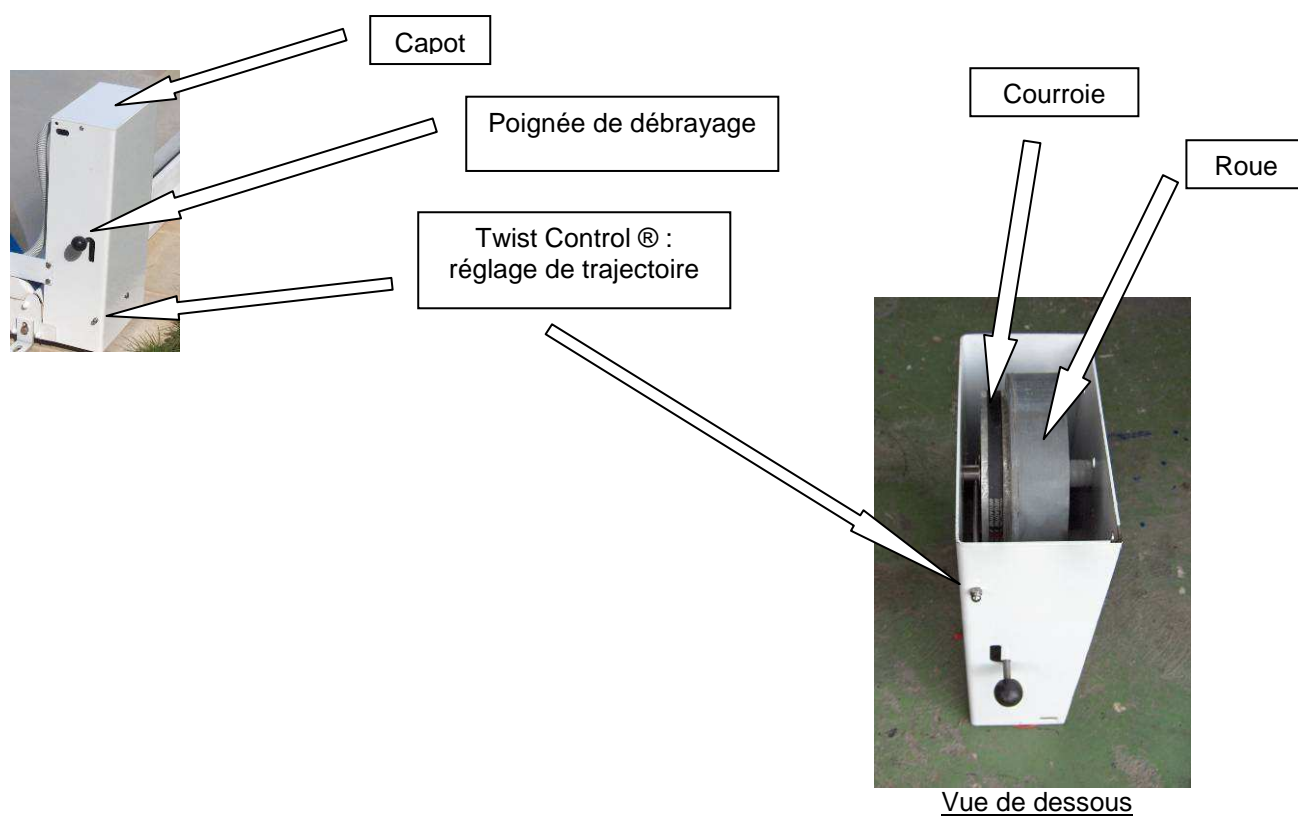 Capot
Courroie
Poignée de débrayage
Roue
Twist Control ® :
réglage de trajectoire
Vue de dessous